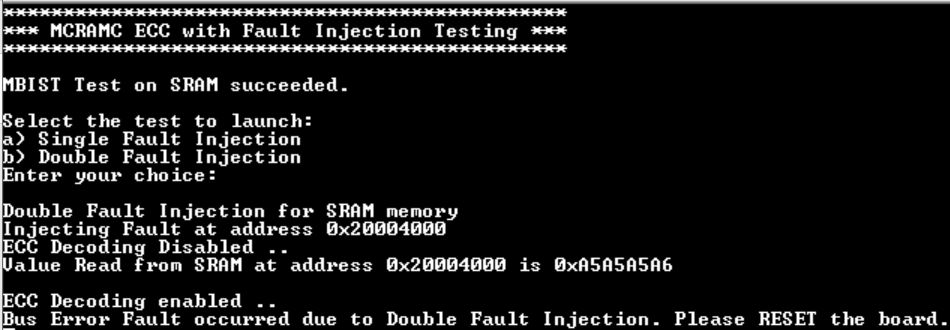 ***********************************************
*** MCRAMC ECC with Fault Injection Testing ***
***********************************************
MBIST Test on SRAM succeeded.
Select the test to launch:
a) Single Fault Injection
b) Double Fault Injection
Enter your choice:
Double Fault Injection for SRAM memory
Injecting Fault at address 0x20004000
ECC Decoding Disabled ..
Value Read from SRAM at address 0x20004000 is 0xA5A5A5A6
ECC Decoding enabled ..
Bus Error Fault occurred due to Double Fault Injection. Please RESET the board